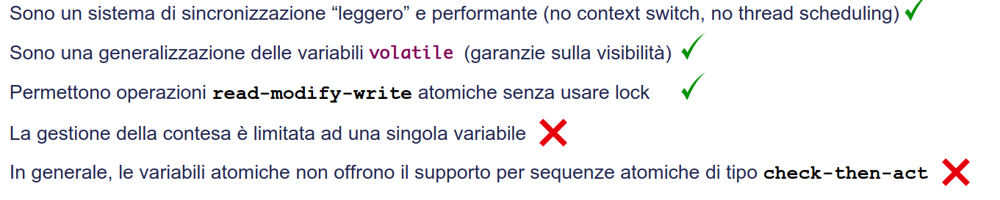 Sono un sistema di sincronizzazione “leggero” e performante (no context switch, no thread scheduling)
Sono una generalizzazione delle variabili volatile (garanzie sulla visibilità)
Permettono operazioni read-modify-write atomiche senza usare lock
La gestione della contesa è limitata ad una singola variabile
In generale, le variabili atomiche non offrono il supporto per sequenze atomiche di tipo check-then-act